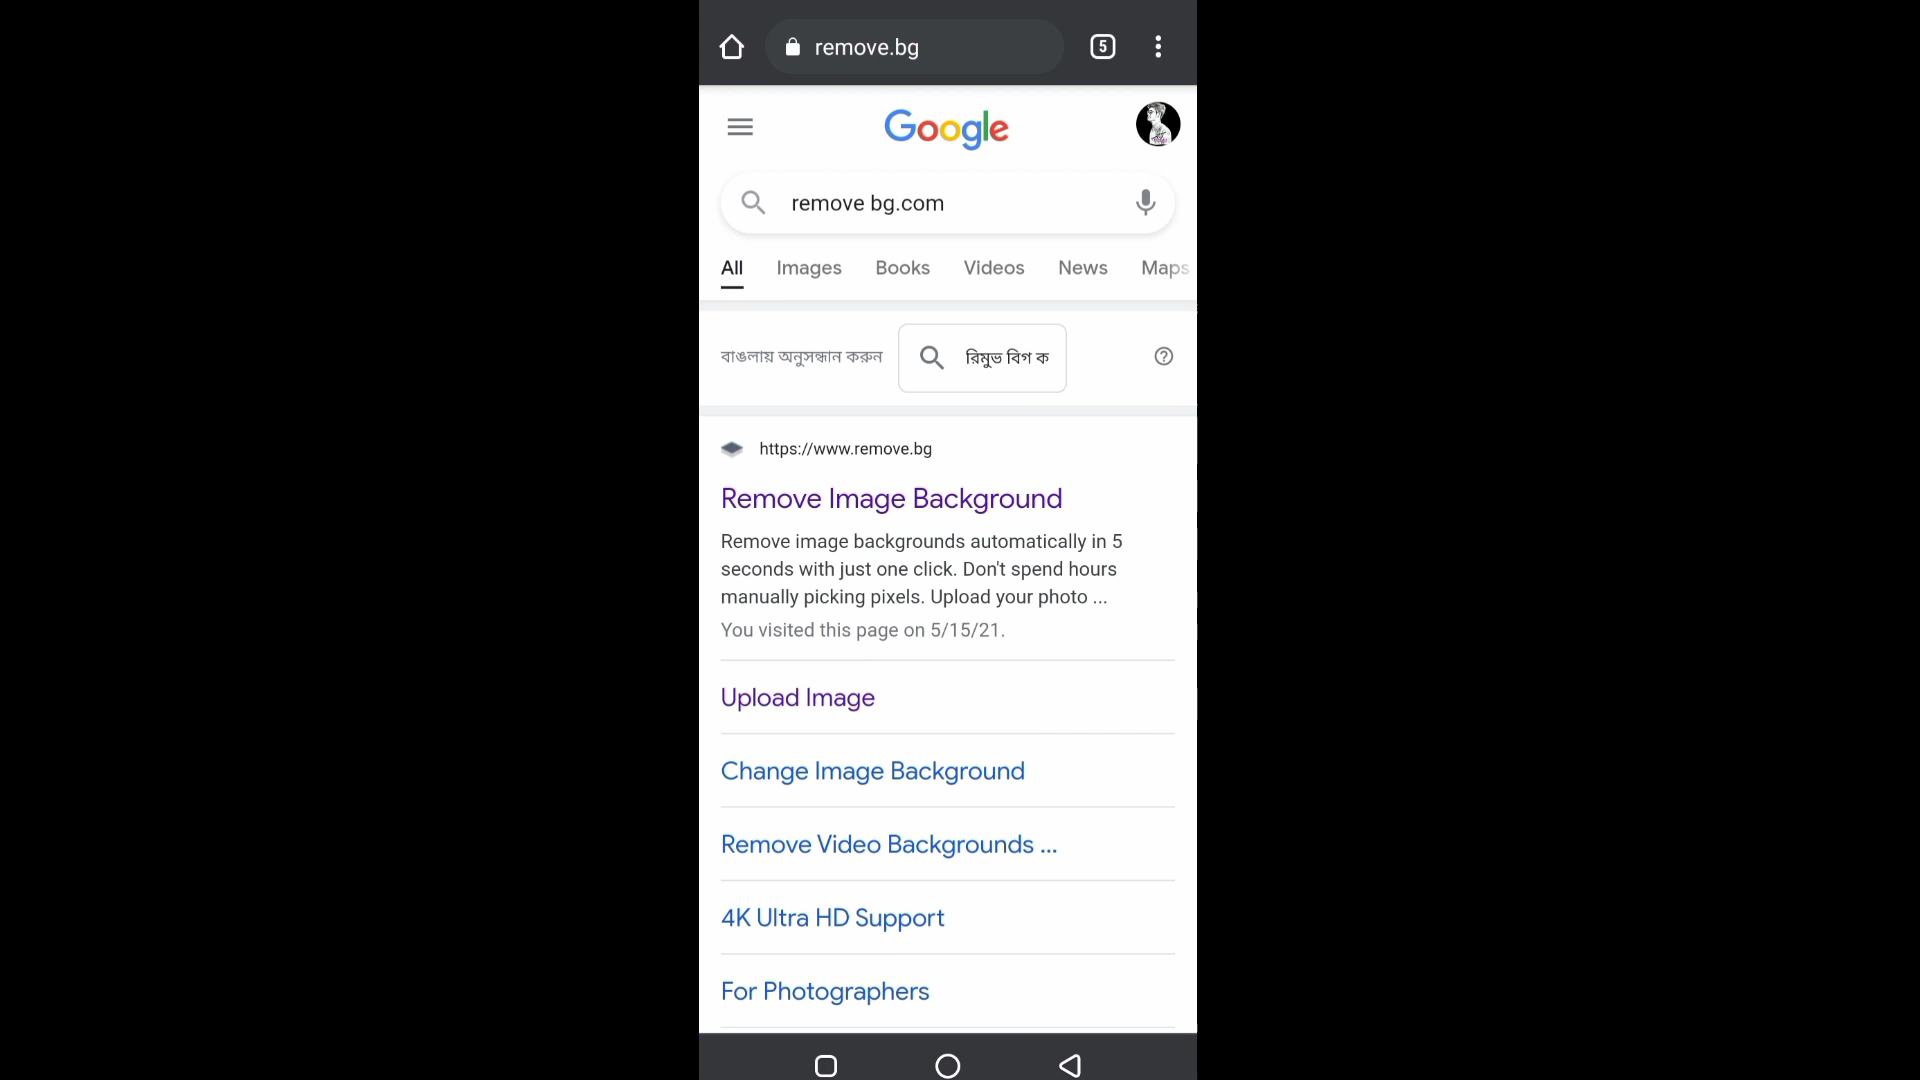 remove.bg
5
Google
remove bg.com
All Images Books Videos News Maps
বাঙলায় অনুসন্ধান করুন রিমুভ বিগ ক
https://www.remove.bg
Remove Image Background
Remove image backgrounds automatically in 5
seconds with just one click. Don't spend hours
manually picking pixels. Upload your photo ...
You visited this page on 5/15/21.
Upload Image
Change Image Background
Remove Video Backgrounds ...
4K Ultra HD Support
For Photographers